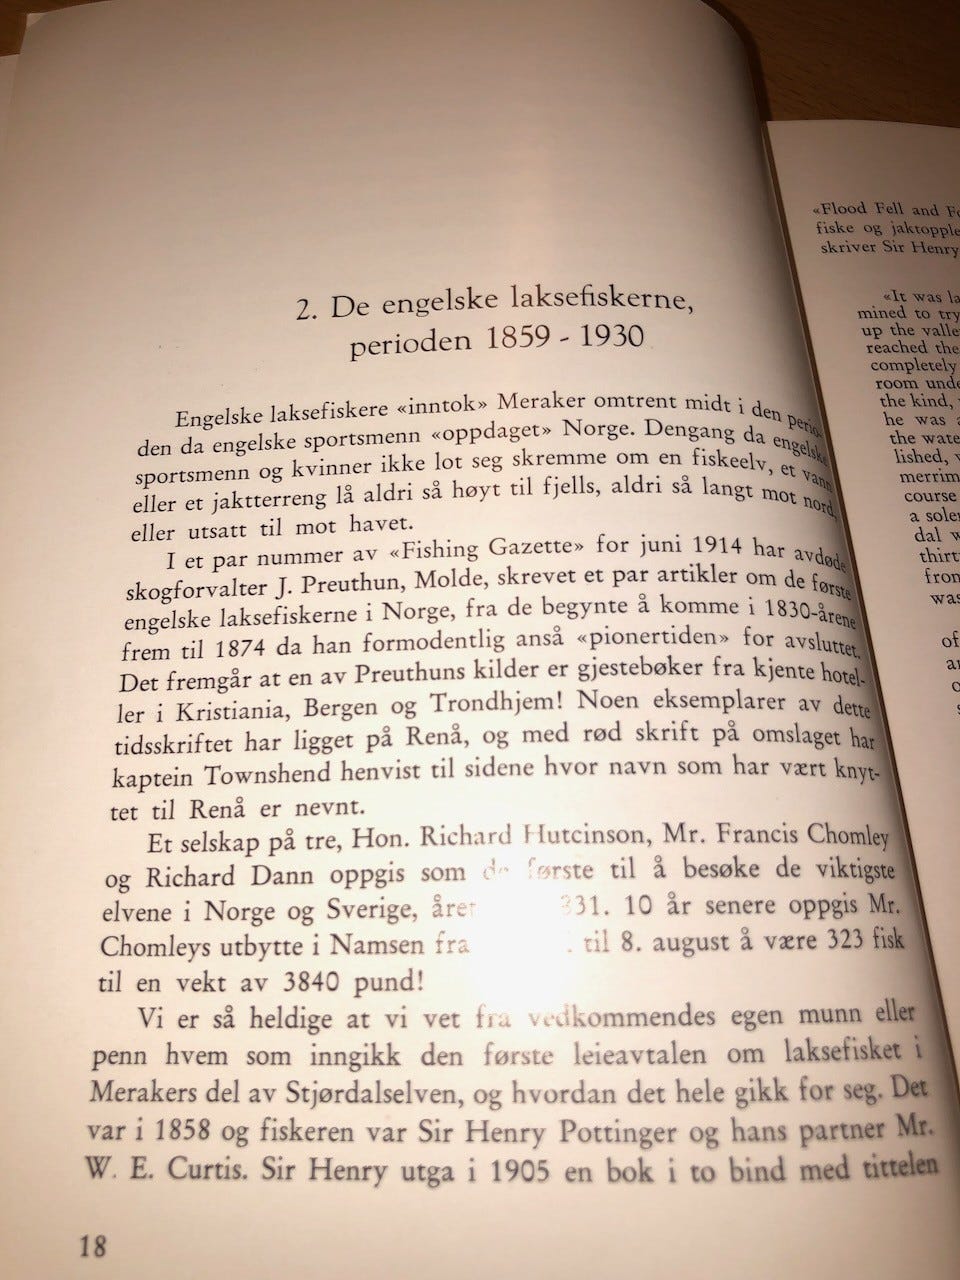 2. De engelske laksefiskerne,
perioden 1859 - 1930
Engelske laksefiskere «inntok» Meraker omtrent midt i den perio-
den da engelske sportsmenn «oppdaget» Norge. Dengang da engelske
sportsmenn og kvinner ikke lot seg skremme om en fiskeelv, et vann
eller et jaktterreng lå aldri så høyt til fjells, aldri så langt mot nord,
eller utsatt til mot havet.
I et par nummer av «Fishing Gazette» for juni 1914 har avdøde
skogforvalter J. Preuthun, Molde, skrevet et par artikler om de første
engelske laksefiskerne i Norge, fra de begynte å komme i 1830-årene
frem til 1874 da han formodentlig anså «pionertiden» for avsluttet.
Det fremgår at en av Preuthuns kilder er gjestebøker fra kjente hotel-
ler i Kristiania, Bergen og Trondhjem! Noen eksemplarer av dette
tidsskriftet har ligget på Renå, og med rød skrift på omslaget har
kaptein Townshend henvist til sidene hvor navn som har vært knyt-
tet til Renå er nevnt.
Et selskap på tre, Hon. Richard Hutcinson, Mr. Francis Chomley
og Richard Dann oppgis som de første til å besøke de viktigste
elvene i Norge og Sverige, 31. 10 år senere oppgis Mr.
Chomleys utbytte i Namsen fra til 8. august å være 323 fisk
til en vekt av 3840 pund!
Vi er så heldige at vi vet fra vedkommendes egen munn eller
penn hvem som inngikk den første leieavtalen om laksefisket i
Merakers del av Stjørdalselven, og hvordan det hele gikk for seg. Det
var i 1858 og fiskeren var Sir Henry Pottinger og hans partner Mr.
W. E. Curtis. Sir Henry utga i 1905 en bok i to bind med tittelen
18
«Flood Fell and
fiske og
skriver Sir Henry
«It was
mined to try
up the
reached the
completely
room
the kind,
he was
the
merrim
course
a
dal
from
was
of